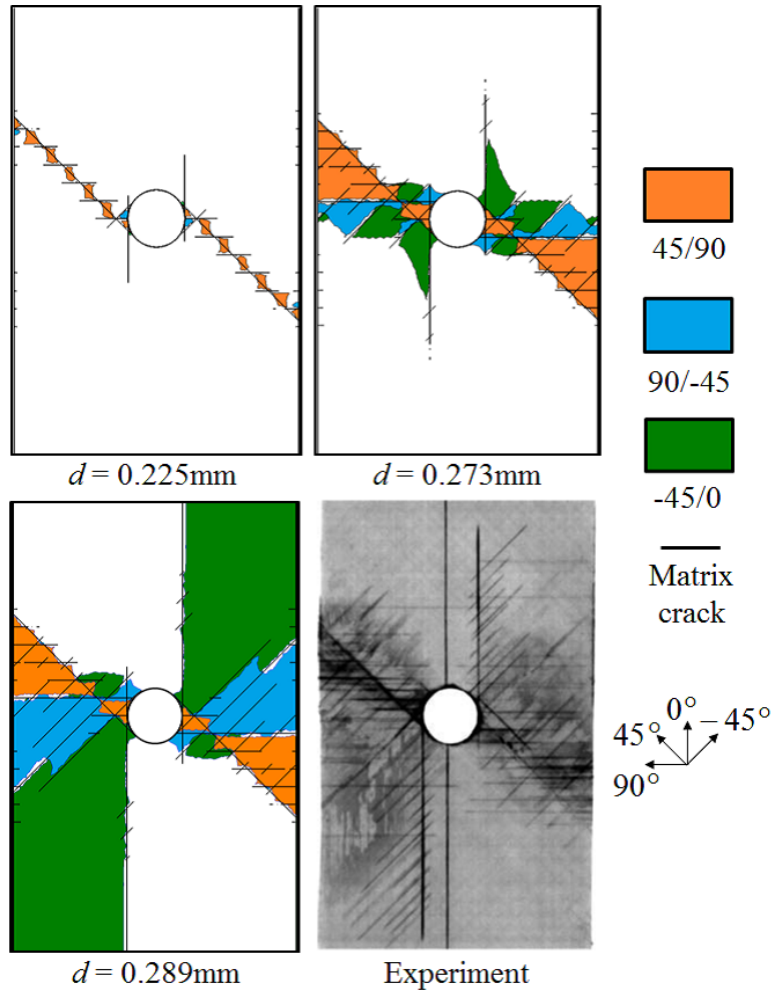 d = 0.225mm
d = 0.273mm
45/90
90/-45
-45/0
Matrix
crack
0°
45°
– 45°
90°
d = 0.289mm
Experiment